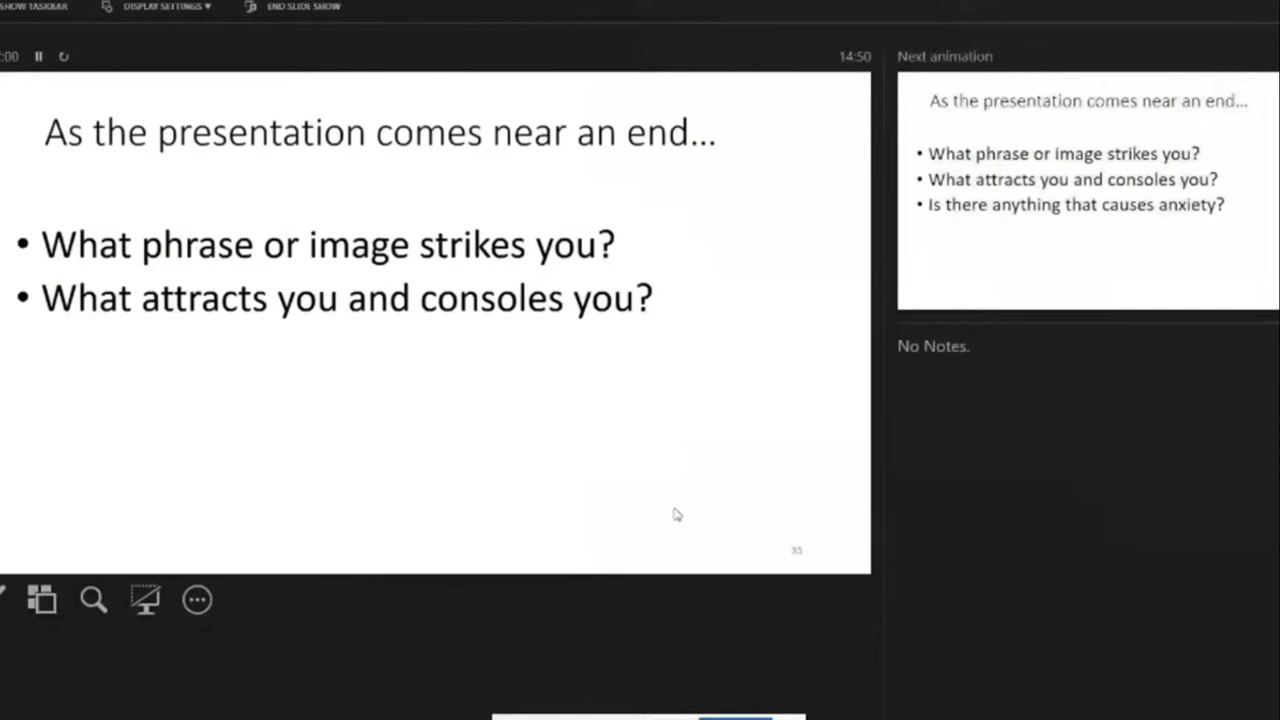 SHOW TASKBAR DISPLAY SETTINGS ▾ END SLIDE SHOW
:00 14:50
As the presentation comes near an end...
• What phrase or image strikes you?
• What attracts you and consoles you?
35
Next animation
As the presentation comes near an end...
• What phrase or image strikes you?
• What attracts you and consoles you?
• Is there anything that causes anxiety?
No Notes.